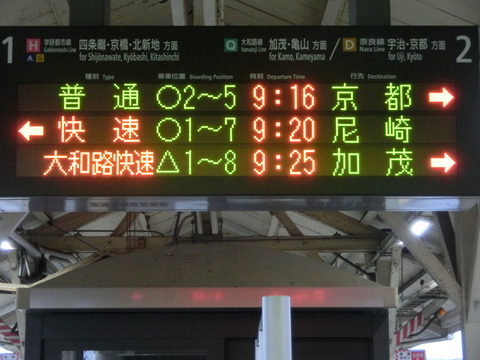 1 H 学研都市線 四条畷・京橋・北新地 方面 Q 大和路線 加茂・亀山 方面 / D 奈良線 宇治・京都 方面 2
A G Gakkentoshi Line for Shijōnawate, Kyōbashi, Kitashinchi Yamatoji Line for Kamo, Kameyama Nara Line for Uji, Kyōto
種別 Type 乗車位置 Boarding Position 時刻 Departure Time 行先 Destination
普通 ○2〜5 9:16 京都 →
← 快速 ○1〜7 9:20 尼崎
大和路快速 △1〜8 9:25 加茂 →